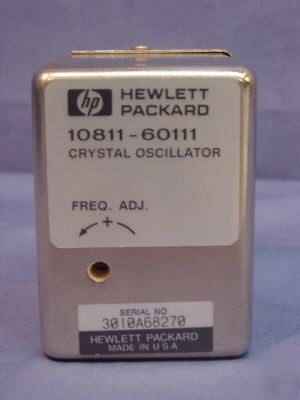 hp HEWLETT
PACKARD
10811-60111
CRYSTAL OSCILLATOR
FREQ. ADJ.
+
SERIAL NO
3010A68270
HEWLETT PACKARD
MADE IN U S A